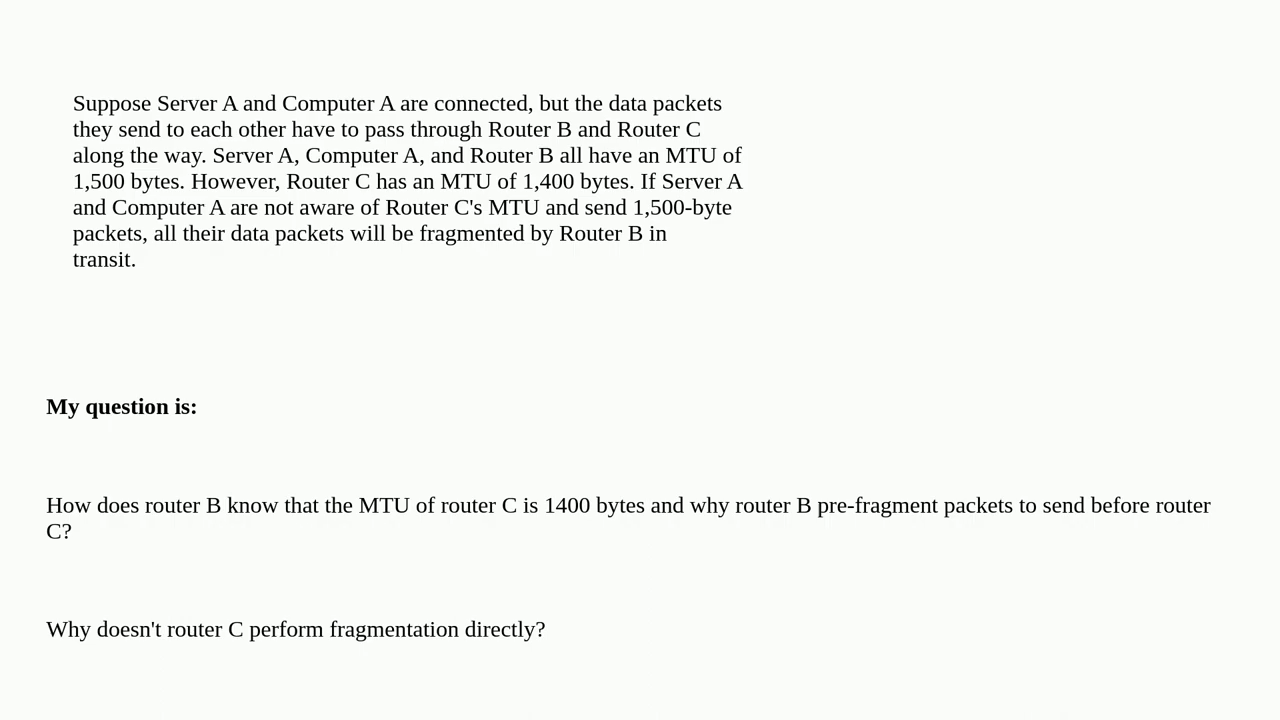 Suppose Server A and Computer A are connected, but the data packets
they send to each other have to pass through Router B and Router C
along the way. Server A, Computer A, and Router B all have an MTU of
1,500 bytes. However, Router C has an MTU of 1,400 bytes. If Server A
and Computer A are not aware of Router C's MTU and send 1,500-byte
packets, all their data packets will be fragmented by Router B in
transit.
My question is:
How does router B know that the MTU of router C is 1400 bytes and why router B pre-fragment packets to send before router
C?
Why doesn't router C perform fragmentation directly?